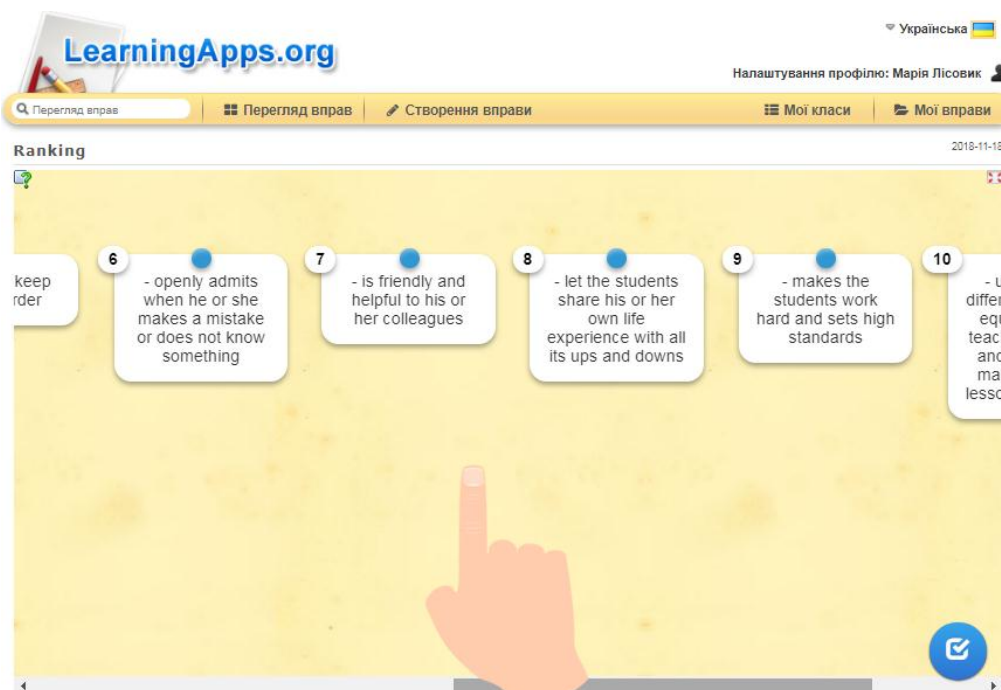 LearningApps.org
Українська
Налаштування профілю: Марія Лісовик
Перегляд вправ
Перегляд вправ
Створення вправи
Мої класи
Мої вправи
Ranking
2018-11-18
keep
rder
6
- openly admits
when he or she
makes a mistake
or does not know
something
7
- is friendly and
helpful to his or
her colleagues
8
- let the students
share his or her
own life
experience with all
its ups and downs
9
- makes the
students work
hard and sets high
standards
10
- u
differ
equ
teac
and
ma
lesso